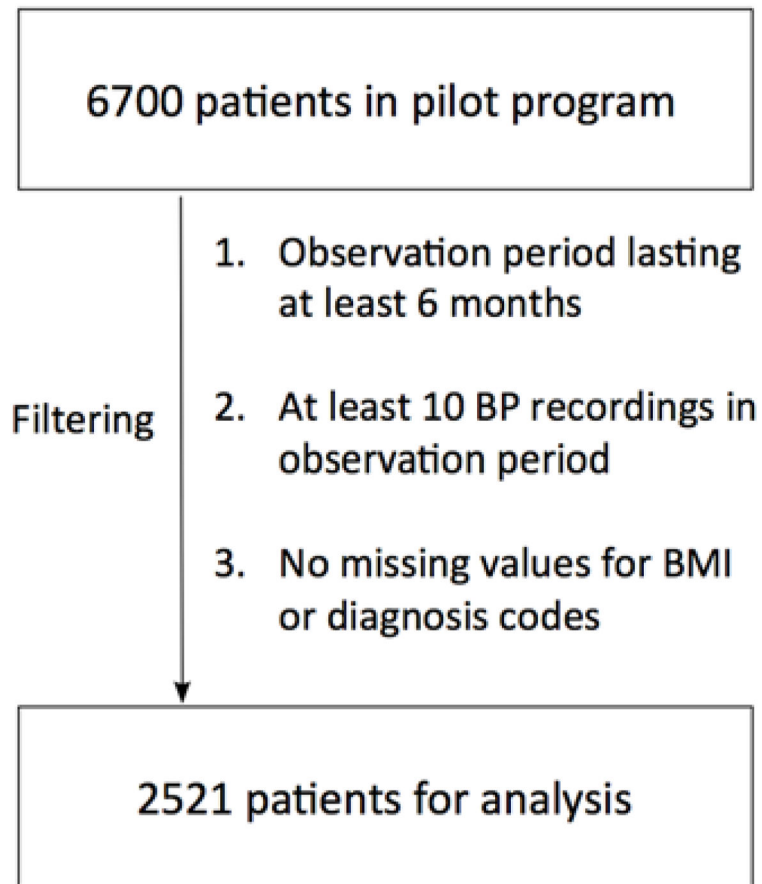 6700 patients in pilot program
1. Observation period lasting
at least 6 months
Filtering
2. At least 10 BP recordings in
observation period
3. No missing values for BMI
or diagnosis codes
2521 patients for analysis